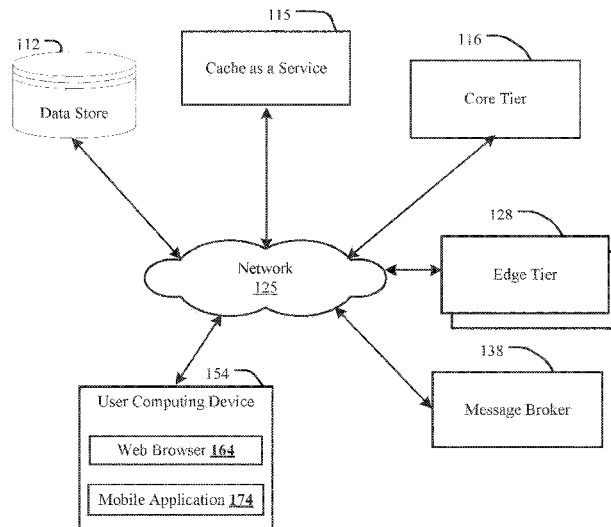 115
112
116
Cache as a Service
Data Store
Core Tier
128
Network
125
Edge Tier
138
154
User Computing Device
Message Broker
Web Browser 164
Mobile Application 174